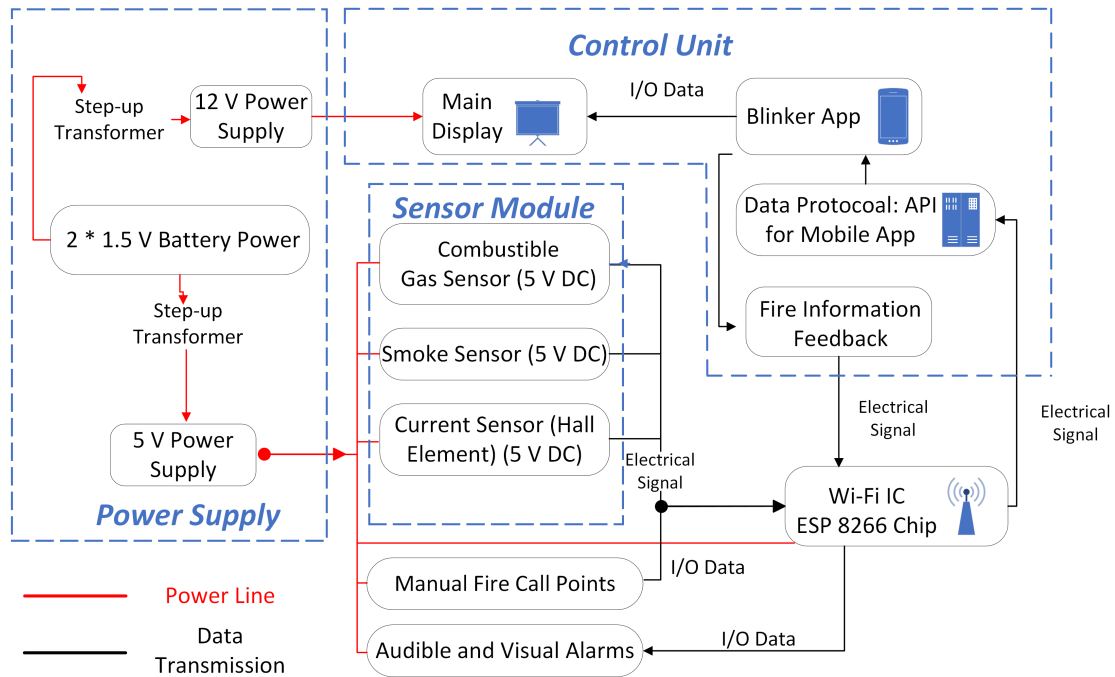 Control Unit
I/O Data
Step-up
Transformer
12 V Power
Supply
Main
Display
Blinker App
Sensor Module
Data Protocoal: API
for Mobile App
2 * 1.5 V Battery Power
Combustible
Gas Sensor (5 V DC)
Step-up
Transformer
Fire Information
Feedback
Smoke Sensor (5 V DC)
Electrical
Signal
Electrical
Signal
Current Sensor (Hall
Element) (5 V DC)
5 V Power
Supply
Electrical
Signal
Wi-Fi IC
ESP 8266 Chip
Power Supply
I/O Data
Manual Fire Call Points
Power Line
I/O Data
Audible and Visual Alarms
Data
Transmission